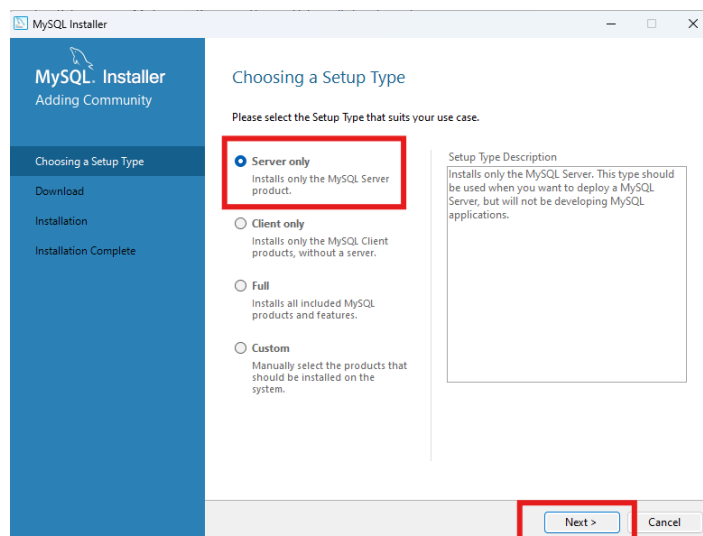 MySQL Installer
MySQL. Installer
Adding Community
Choosing a Setup Type
Download
Installation
Installation Complete
Choosing a Setup Type
Please select the Setup Type that suits your use case.
Server only
Installs only the MySQL Server
product.
Client only
Installs only the MySQL Client
products, without a server.
Full
Installs all included MySQL
products and features.
Custom
Manually select the products that
should be installed on the
system.
Setup Type Description
Installs only the MySQL Server. This type should
be used when you want to deploy a MySQL
Server, but will not be developing MySQL
applications.
Next >
Cancel